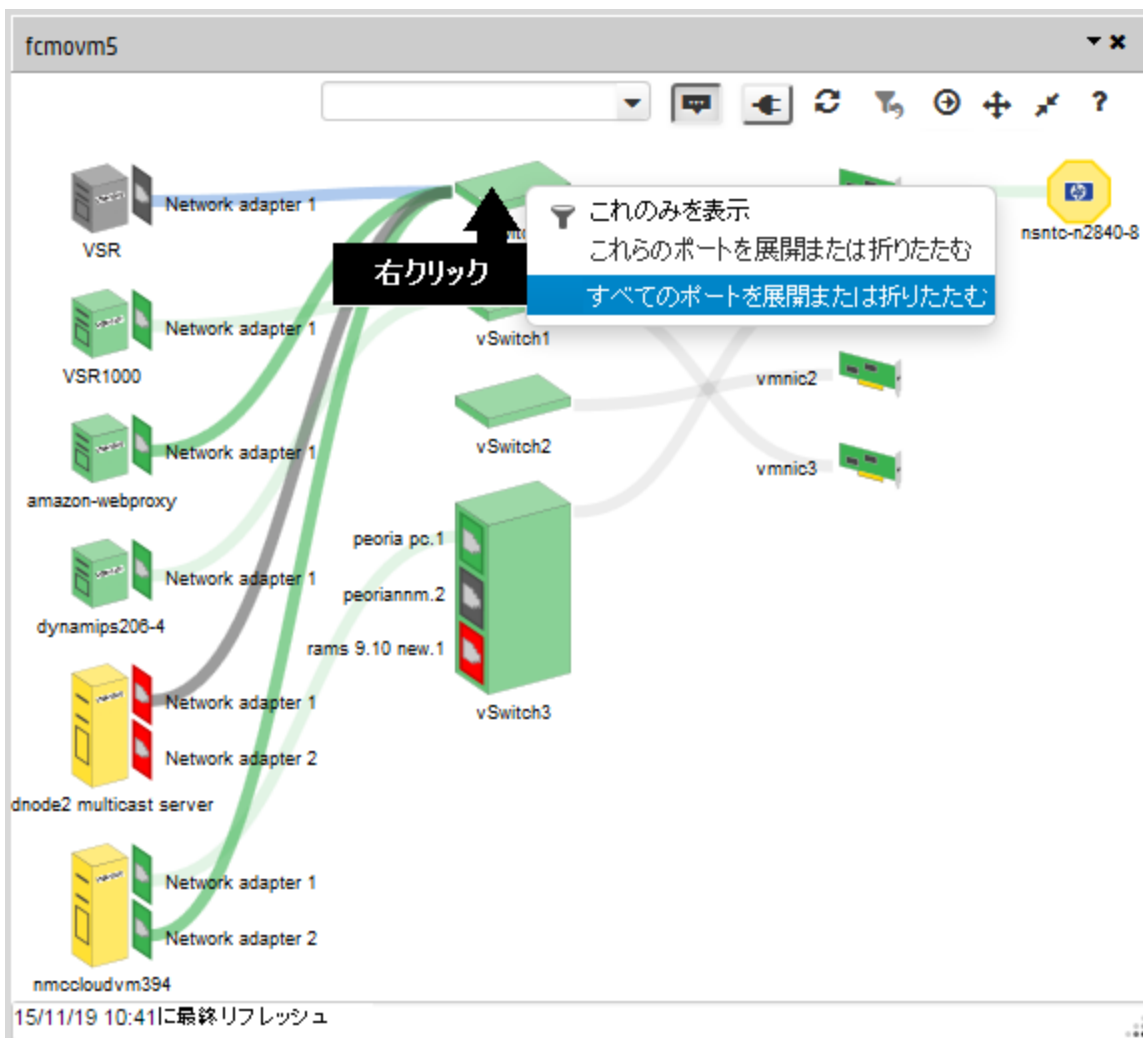 fcmovm5
?
Network adapter 1
VSR
Network adapter 1
VSR1000
Network adapter 1
amazon-webproxy
Network adapter 1
dynamips206-4
Network adapter 1
Network adapter 2
dnode2 multicast server
Network adapter 1
Network adapter 2
nmccloudvm394
右クリック
これのみを表示
これらのポートを展開または折りたたむ
すべてのポートを展開または折りたたむ
vSwitch1
vSwitch2
peoria pc.1
peoriannm.2
rams 9.10 new.1
vSwitch3
vmnic2
vmnic3
nsntc-n2840-8
15/11/19 10:41に最終リフレッシュ